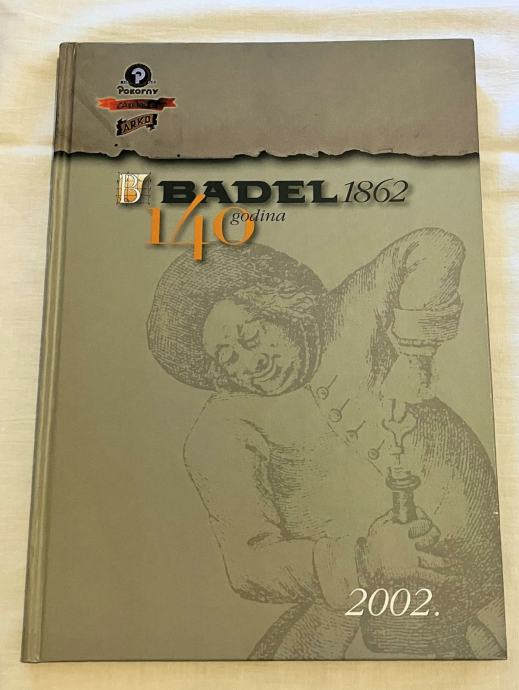 POKORNY
ARKO
B BADEL 1862
140 godina
2002.